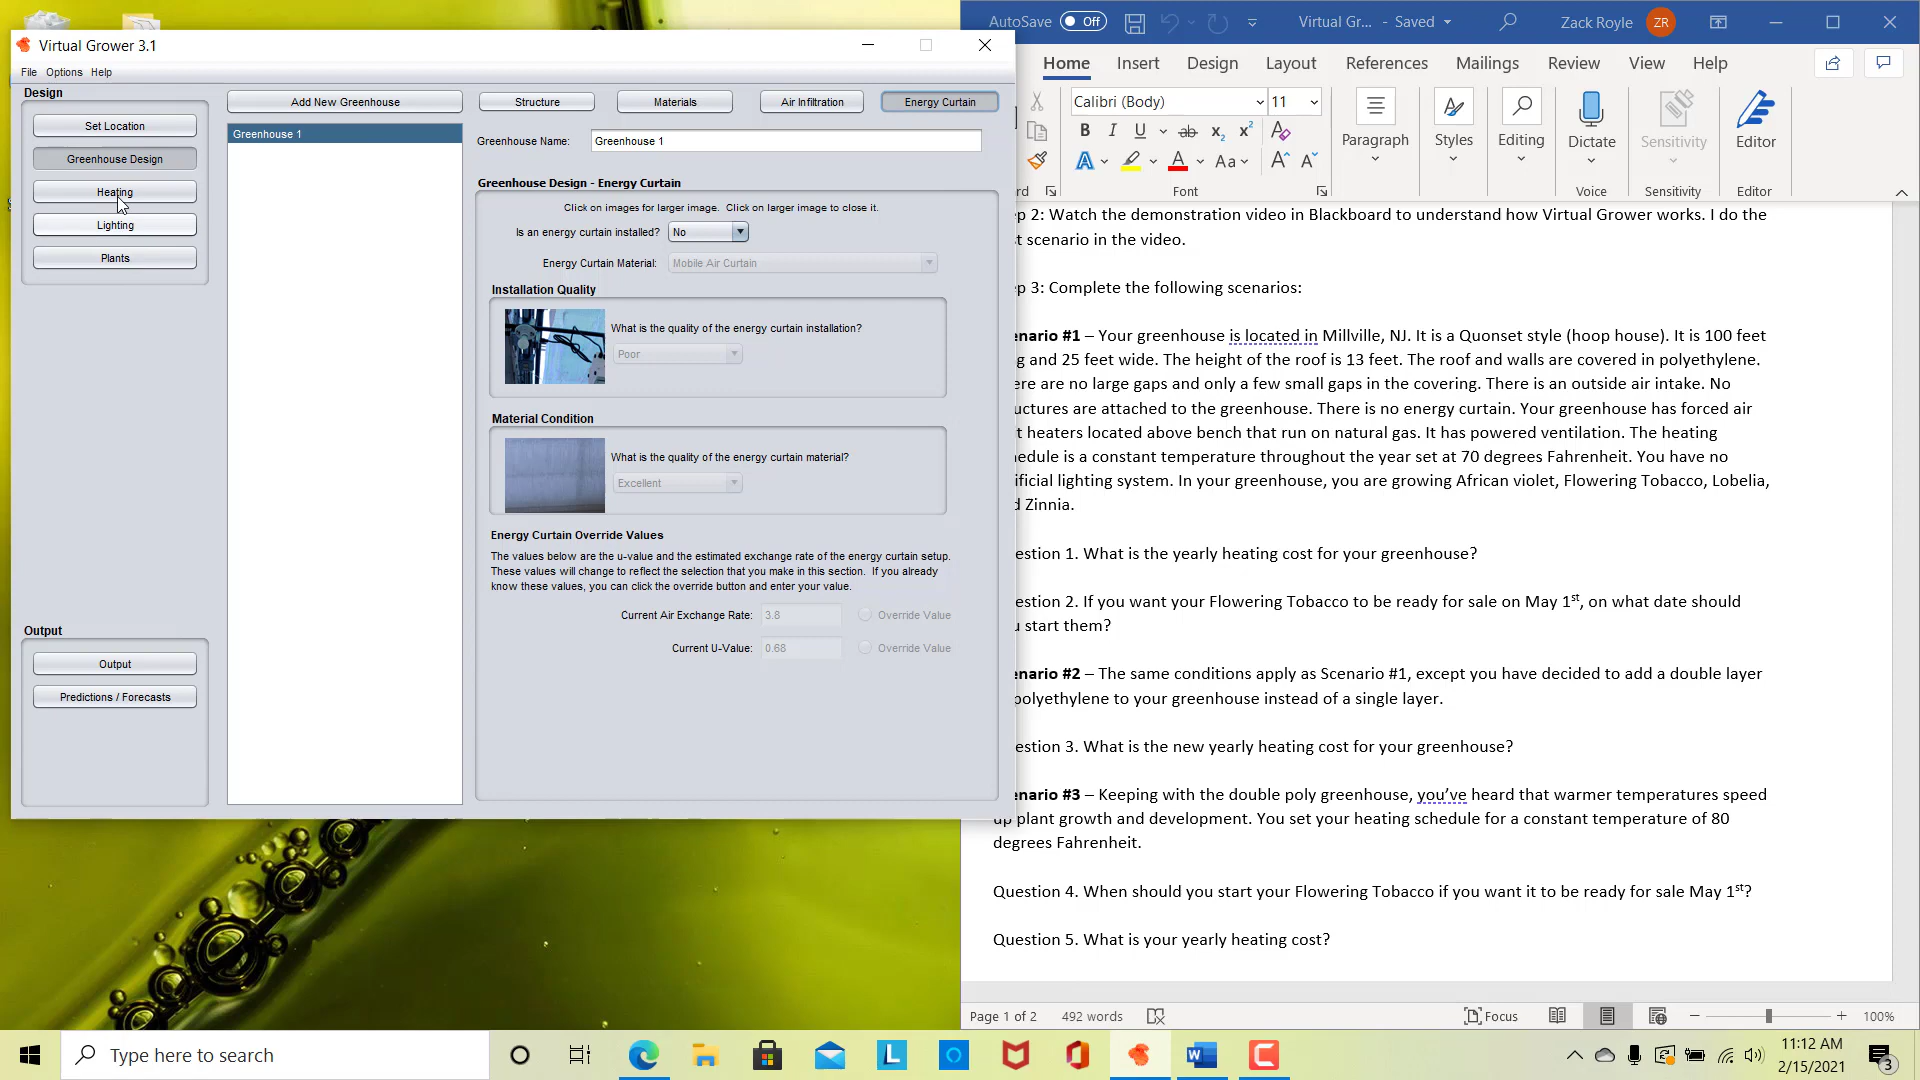 Virtual Grower 3.1
File Options Help
Design
Set Location
Greenhouse Design
Heating
Lighting
Plants
Output
Output
Predictions / Forecasts
Add New Greenhouse
Greenhouse 1
Structure
Materials
Air Infiltration
Energy Curtain
Greenhouse Name: Greenhouse 1
Greenhouse Design - Energy Curtain
Click on images for larger image. Click on larger image to close it.
Is an energy curtain installed? No
Energy Curtain Material: Mobile Air Curtain
Installation Quality
What is the quality of the energy curtain installation?
Poor
Material Condition
What is the quality of the energy curtain material?
Excellent
Energy Curtain Override Values
The values below are the u-value and the estimated exchange rate of the energy curtain setup.
These values will change to reflect the selection that you make in this section. If you already
know these values, you can click the override button and enter your value.
Current Air Exchange Rate: 3.8 Override Value
Current U-Value: 0.68 Override Value
AutoSave Off
Virtual Gr... - Saved
Zack Royle ZR
Home Insert Design Layout References Mailings Review View Help
Calibri (Body) 11
B I U ab x₂ x²
A A Aa A A
Paragraph
Styles
Editing
Dictate
Sensitivity
Editor
rd Font Voice Sensitivity Editor
ep 2: Watch the demonstration video in Blackboard to understand how Virtual Grower works. I do the
st scenario in the video.
ep 3: Complete the following scenarios:
enario #1 – Your greenhouse is located in Millville, NJ. It is a Quonset style (hoop house). It is 100 feet
g and 25 feet wide. The height of the roof is 13 feet. The roof and walls are covered in polyethylene.
ere are no large gaps and only a few small gaps in the covering. There is an outside air intake. No
uctures are attached to the greenhouse. There is no energy curtain. Your greenhouse has forced air
t heaters located above bench that run on natural gas. It has powered ventilation. The heating
hedule is a constant temperature throughout the year set at 70 degrees Fahrenheit. You have no
ificial lighting system. In your greenhouse, you are growing African violet, Flowering Tobacco, Lobelia,
d Zinnia.
estion 1. What is the yearly heating cost for your greenhouse?
estion 2. If you want your Flowering Tobacco to be ready for sale on May 1st, on what date should
u start them?
enario #2 – The same conditions apply as Scenario #1, except you have decided to add a double layer
polyethylene to your greenhouse instead of a single layer.
estion 3. What is the new yearly heating cost for your greenhouse?
enario #3 – Keeping with the double poly greenhouse, you've heard that warmer temperatures speed
up plant growth and development. You set your heating schedule for a constant temperature of 80
degrees Fahrenheit.
Question 4. When should you start your Flowering Tobacco if you want it to be ready for sale May 1st?
Question 5. What is your yearly heating cost?
Page 1 of 2 492 words Focus 100%
Type here to search
11:12 AM
2/15/2021
3